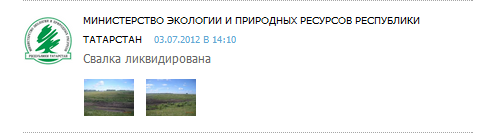 МИНИСТЕРСТВО ЭКОЛОГИИ И ПРИРОДНЫХ РЕСУРСОВ РЕСПУБЛИКИ
ТАТАРСТАН 03.07.2012 В 14:10
Свалка ликвидирована